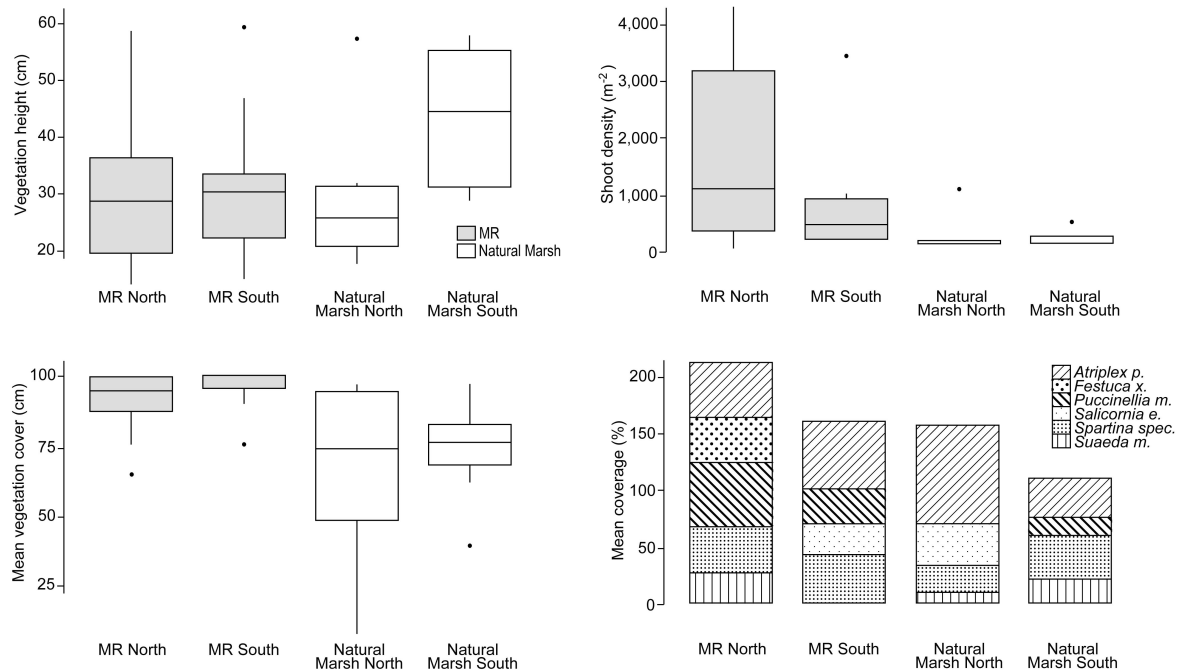 Vegetation height (cm)
60
50
40
30
20
MR
Natural Marsh
MR North
MR South
Natural
Marsh North
Natural
Marsh South
Shoot density (m-2)
4,000
3,000
2,000
1,000
0
MR North
MR South
Natural
Marsh North
Natural
Marsh South
Mean vegetation cover (cm)
100
75
50
25
MR North
MR South
Natural
Marsh North
Natural
Marsh South
Mean coverage (%)
200
150
100
50
0
Atriplex p.
Festuca x.
Puccinellia m.
Salicornia e.
Spartina spec.
Suaeda m.
MR North
MR South
Natural
Marsh North
Natural
Marsh South